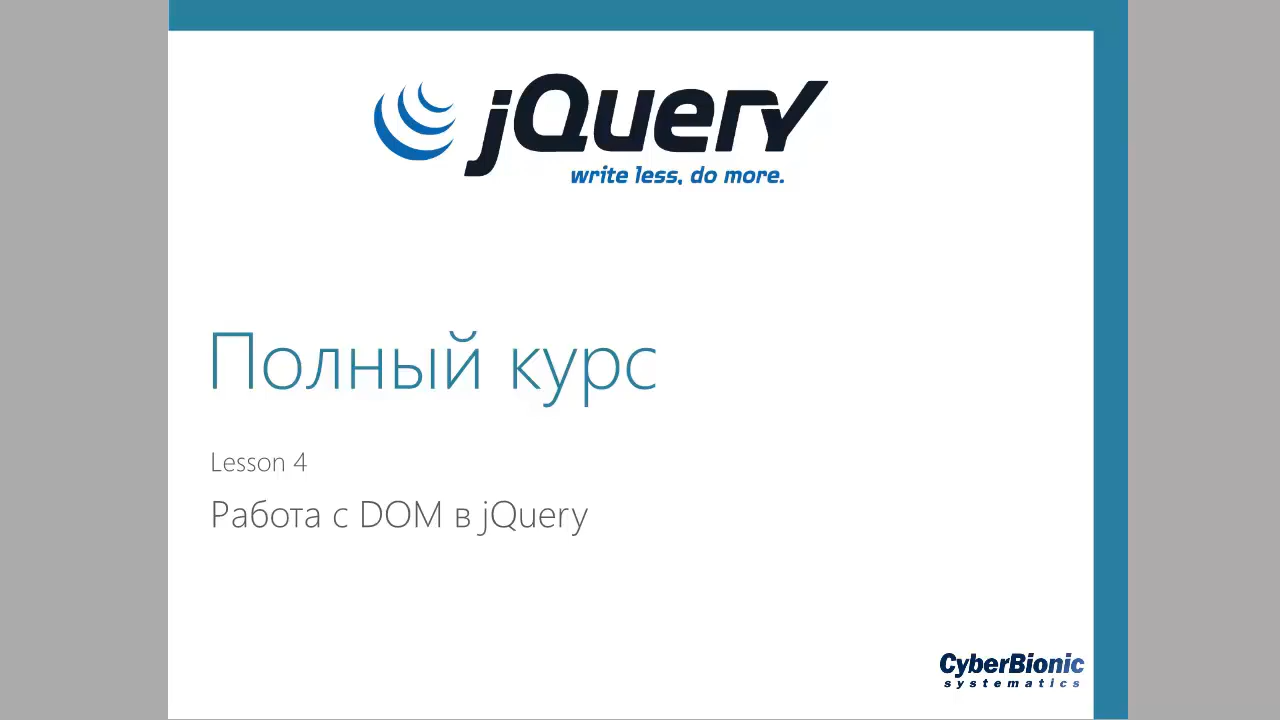 jQuery
write less, do more.
Полный курс
Lesson 4
Работа с DOM в jQuery
CyberBionic
systematics